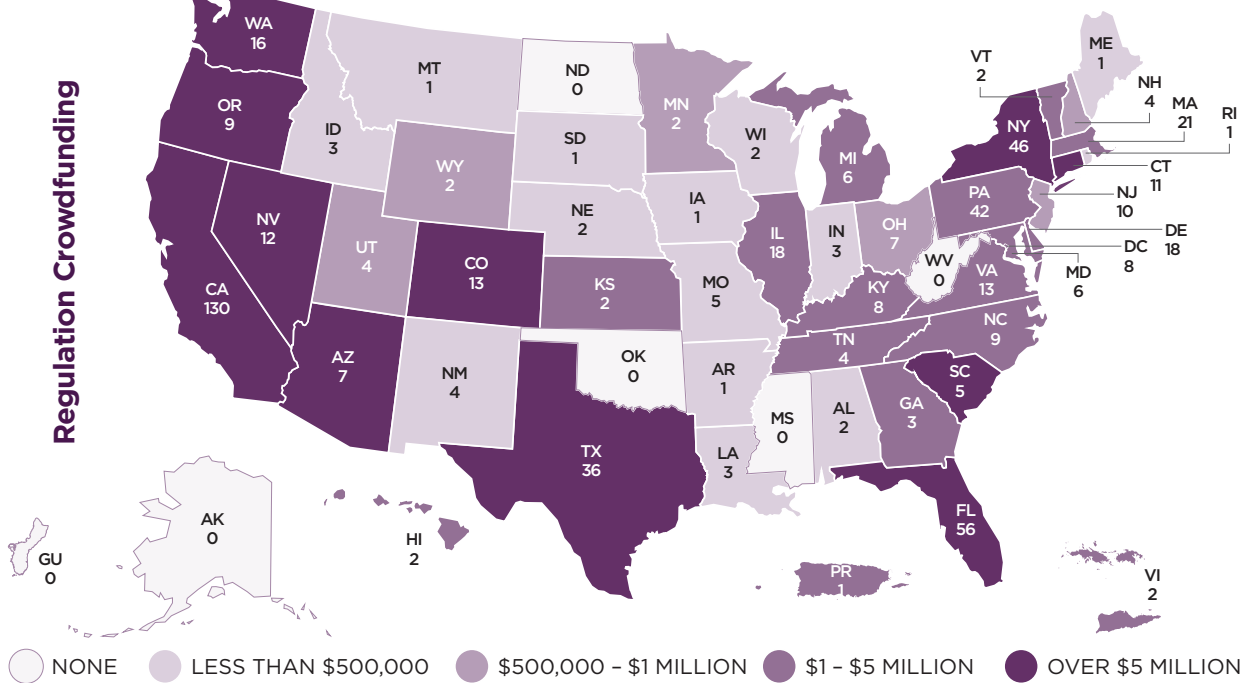 Regulation Crowdfunding
WA
16
OR
9
CA
130
NV
12
ID
3
MT
1
WY
2
UT
4
AZ
7
CO
13
NM
4
ND
0
SD
1
NE
2
KS
2
OK
0
TX
36
MN
2
IA
1
MO
5
AR
1
LA
3
WI
2
IL
18
MI
6
IN
3
OH
7
KY
8
TN
4
MS
0
AL
2
GA
3
FL
56
SC
5
NC
9
VA
13
WV
0
PA
42
NY
46
VT
2
ME
1
NH
4
MA
21
RI
1
CT
11
NJ
10
DE
18
DC
8
MD
6
AK
0
GU
0
HI
2
PR
1
VI
2
NONE
LESS THAN $500,000
$500,000 – $1 MILLION
$1 – $5 MILLION
OVER $5 MILLION